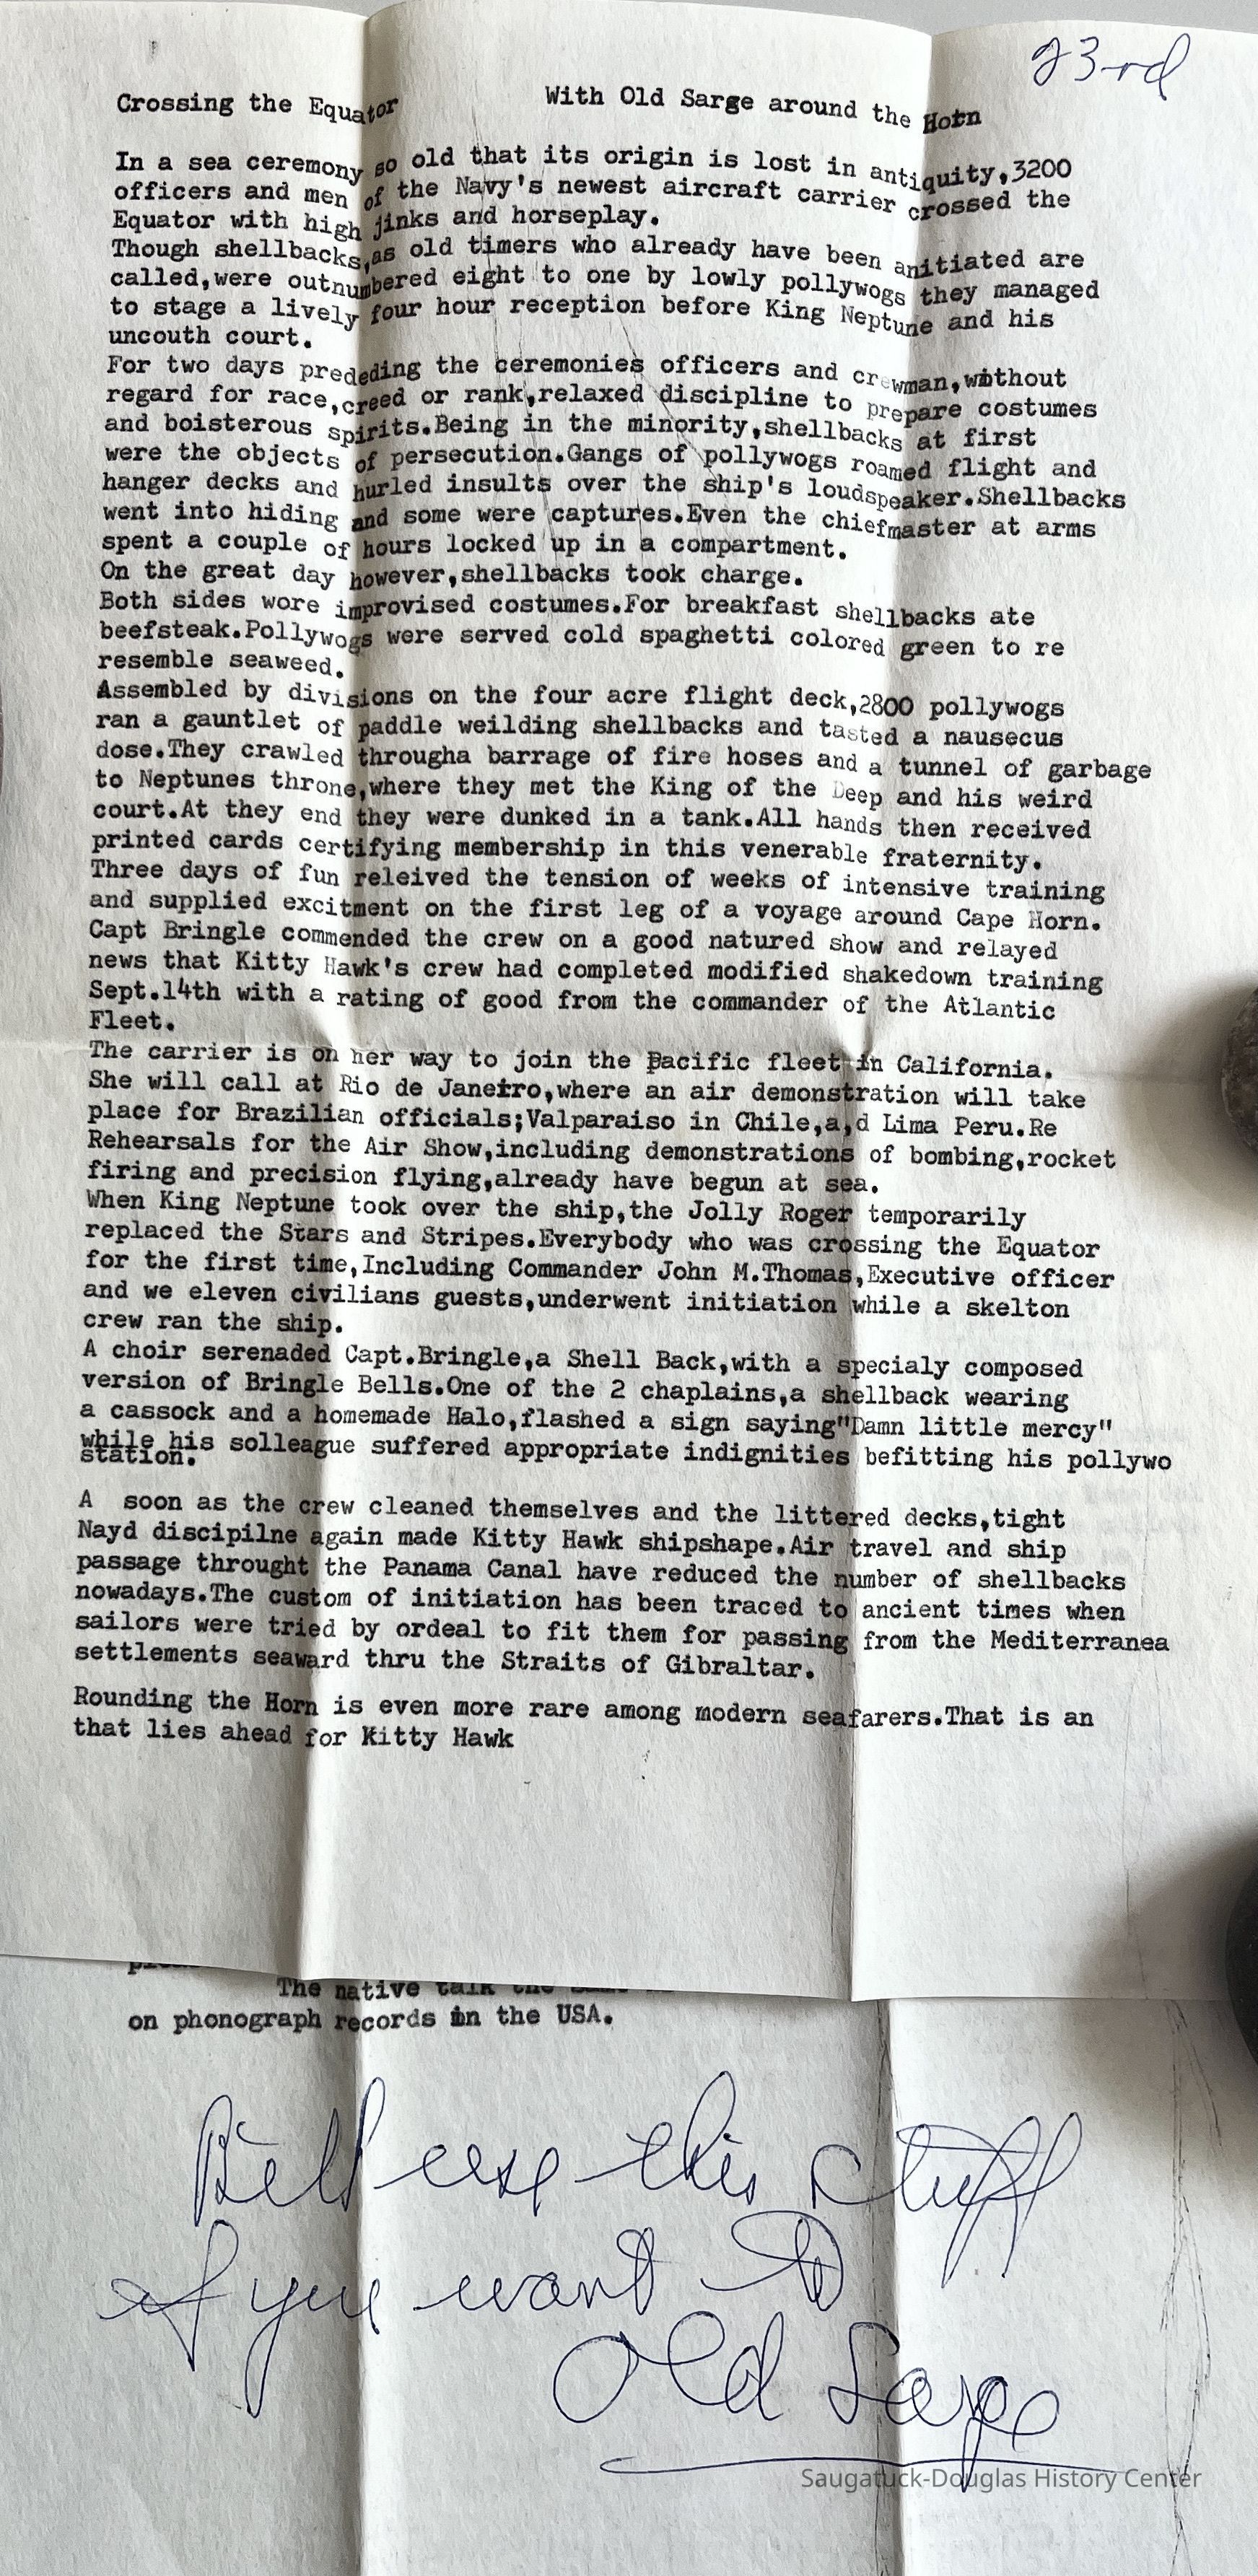 23rd
Crossing the Equator With Old Sarge around the Horn
In a sea ceremony so old that its origin is lost in antiquity,3200
officers and men of the Navy's newest aircraft carrier crossed the
Equator with high jinks and horseplay.
Though shellbacks,as old timers who already have been anitiated are
called,were outnumbered eight to one by lowly pollywogs they managed
to stage a lively four hour reception before King Neptune and his
uncouth court.
For two days prededing the ceremonies officers and crewman,without
regard for race,creed or rank,relaxed discipline to prepare costumes
and boisterous spirits.Being in the minority,shellbacks at first
were the objects of persecution.Gangs of pollywogs roamed flight and
hanger decks and hurled insults over the ship's loudspeaker.Shellbacks
went into hiding and some were captures.Even the chiefmaster at arms
spent a couple of hours locked up in a compartment.
On the great day however,shellbacks took charge.
Both sides wore improvised costumes.For breakfast shellbacks ate
beefsteak.Pollywogs were served cold spaghetti colored green to re
resemble seaweed.
Assembled by divisions on the four acre flight deck,2800 pollywogs
ran a gauntlet of paddle weilding shellbacks and tasted a nausecus
dose.They crawled througha barrage of fire hoses and a tunnel of garbage
to Neptunes throne,where they met the King of the Deep and his weird
court.At they end they were dunked in a tank.All hands then received
printed cards certifying membership in this venerable fraternity.
Three days of fun releived the tension of weeks of intensive training
and supplied excitment on the first leg of a voyage around Cape Horn.
Capt Bringle commended the crew on a good natured show and relayed
news that Kitty Hawk's crew had completed modified shakedown training
Sept.14th with a rating of good from the commander of the Atlantic
Fleet.
The carrier is on her way to join the Pacific fleet in California.
She will call at Rio de Janeiro,where an air demonstration will take
place for Brazilian officials;Valparaiso in Chile,a,d Lima Peru.Re
Rehearsals for the Air Show,including demonstrations of bombing,rocket
firing and precision flying,already have begun at sea.
When King Neptune took over the ship,the Jolly Roger temporarily
replaced the Stars and Stripes.Everybody who was crossing the Equator
for the first time,Including Commander John M.Thomas,Executive officer
and we eleven civilians guests,underwent initiation while a skelton
crew ran the ship.
A choir serenaded Capt.Bringle,a Shell Back,with a specialy composed
version of Bringle Bells.One of the 2 chaplains,a shellback wearing
a cassock and a homemade Halo,flashed a sign saying"Damn little mercy"
while his solleague suffered appropriate indignities befitting his pollywo
station.
A soon as the crew cleaned themselves and the littered decks,tight
Nayd discipilne again made Kitty Hawk shipshape.Air travel and ship
passage throught the Panama Canal have reduced the number of shellbacks
nowadays.The custom of initiation has been traced to ancient times when
sailors were tried by ordeal to fit them for passing from the Mediterranea
settlements seaward thru the Straits of Gibraltar.
Rounding the Horn is even more rare among modern seafarers.That is an
that lies ahead for Kitty Hawk
The native talk the same
on phonograph records in the USA.
Bill use this stuff
if you want to
Old Sarge
Saugatuck-Douglas History Center